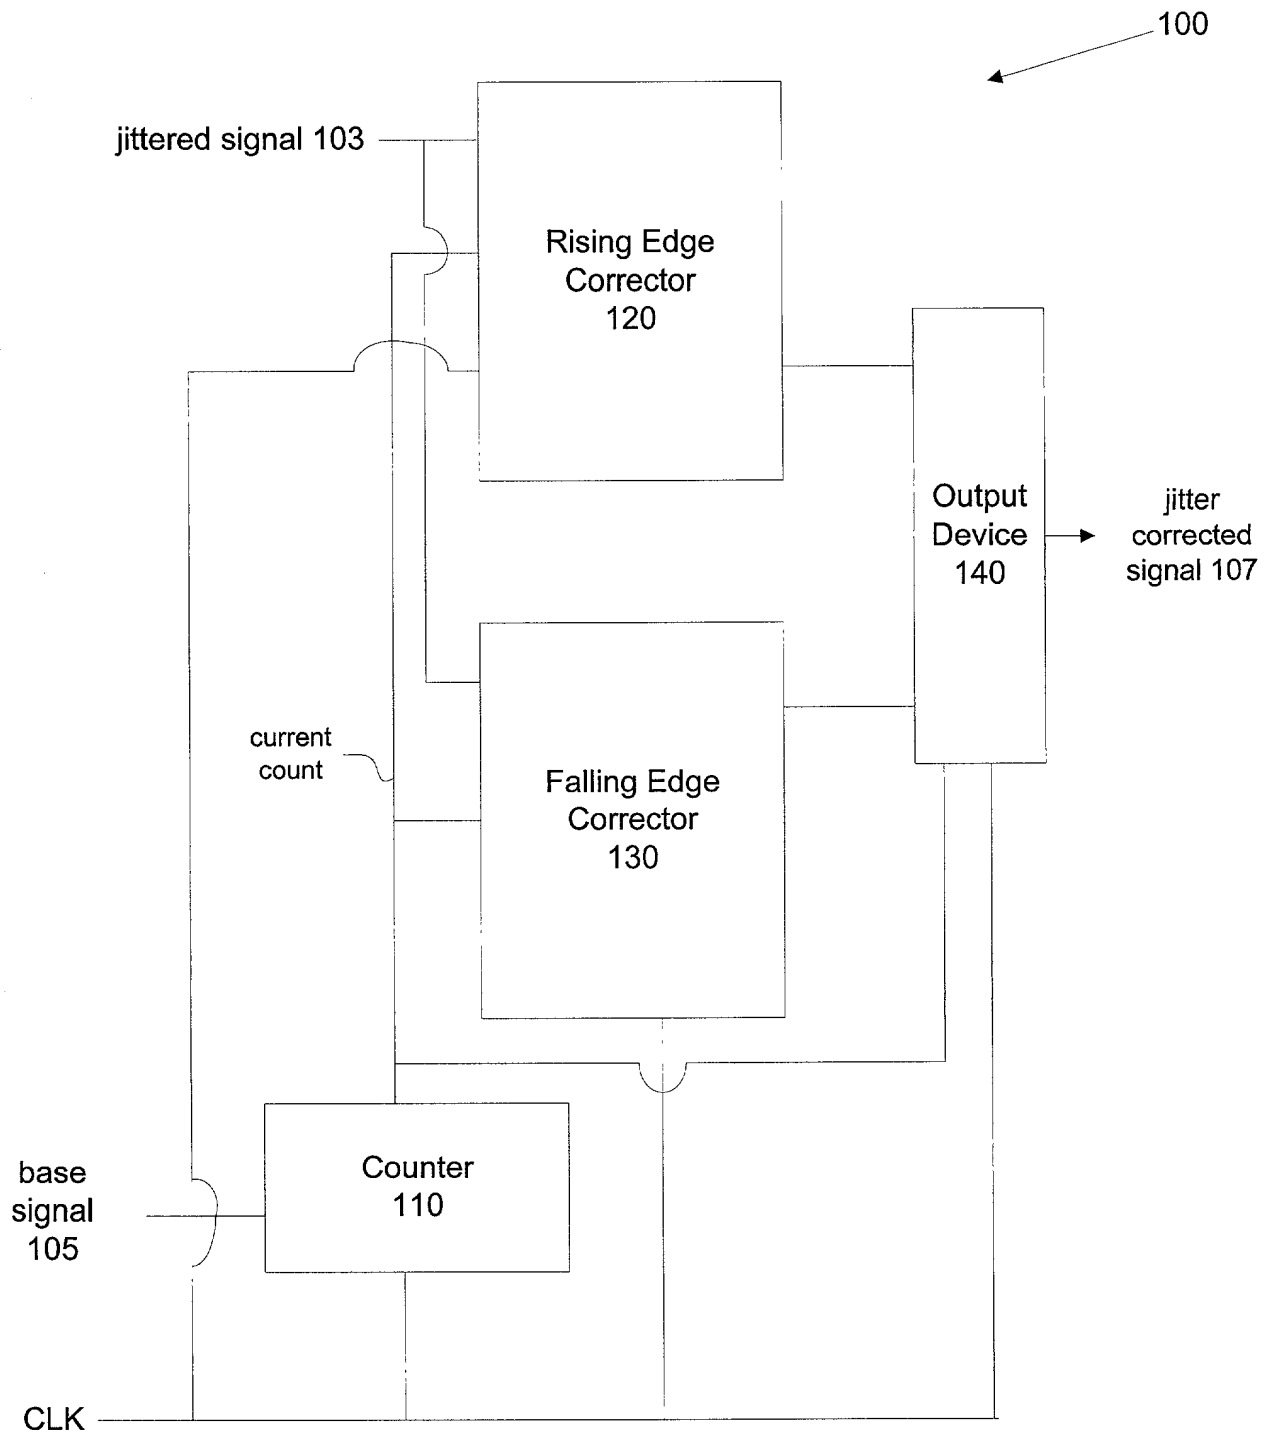 100
jittered signal 103
Rising Edge
Corrector
120
Output
Device
140
jitter
corrected
signal 107
current
count
Falling Edge
Corrector
130
base
signal
105
Counter
110
CLK